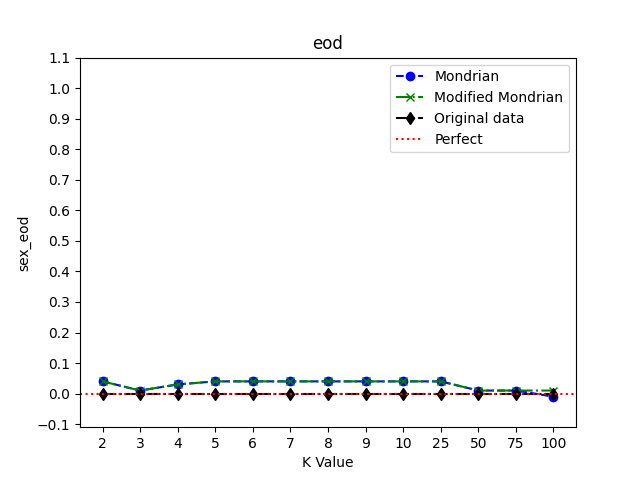 eod
1.1
1.0
0.9
0.8
0.7
0.6
0.5
0.4
0.3
0.2
0.1
0.0
−0.1
sex_eod
Mondrian
Modified Mondrian
Original data
Perfect
2 3 4 5 6 7 8 9 10 25 50 75 100
K Value